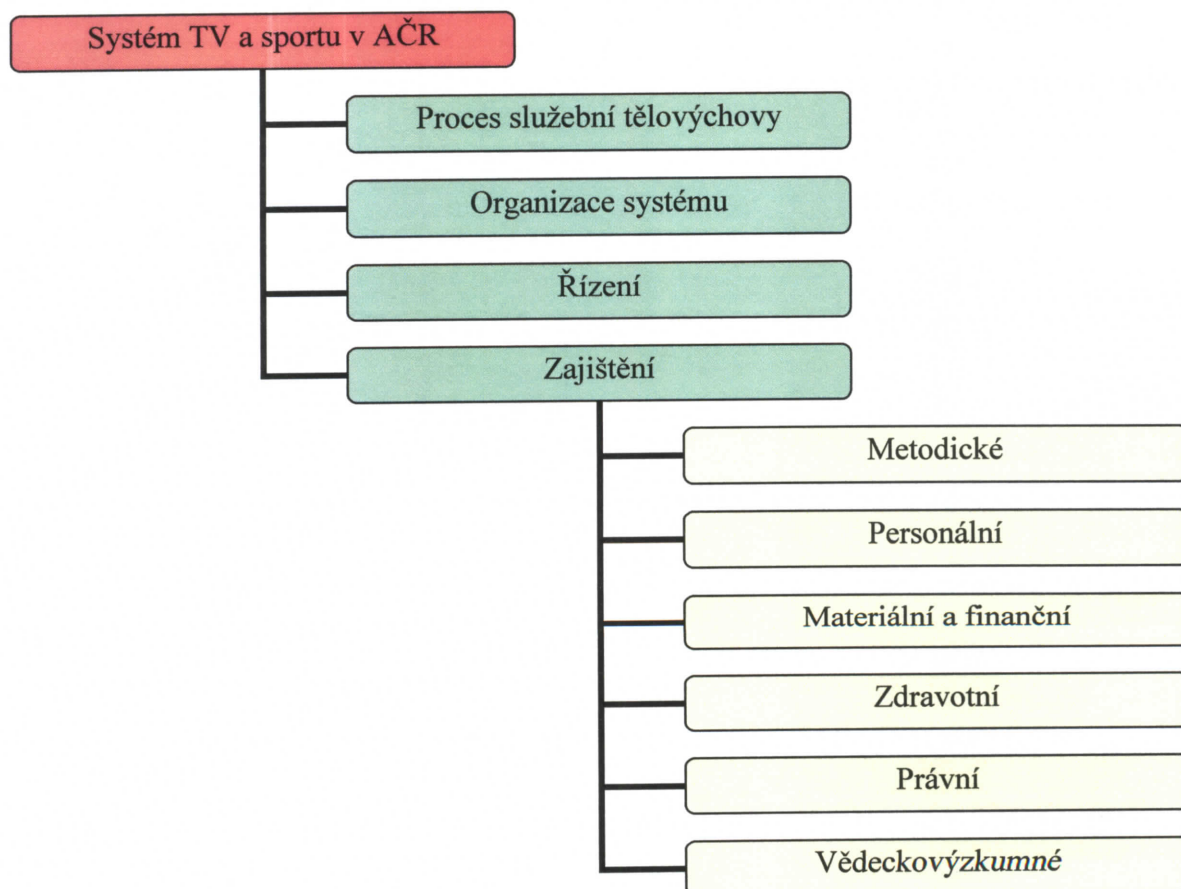 Systém TV a sportu v AČR
Proces služební tělovýchovy
Organizace systému
Řízení
Zajištění
Metodické
Personální
Materiální a finanční
Zdravotní
Právní
Vědeckovýzkumné